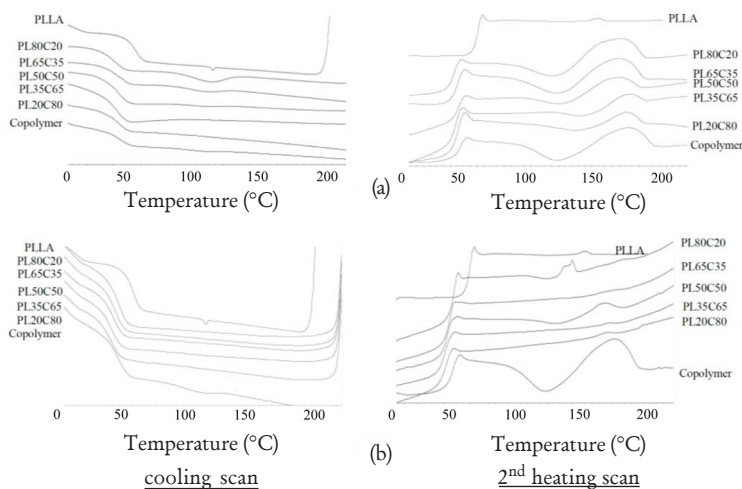 PLLA
PL80C20
PL65C35
PL50C50
PL35C65
PL20C80
Copolymer
0 50 100 150 200
Temperature (°C)
PLLA
PL80C20
PL65C35
PL50C50
PL35C65
PL20C80
Copolymer
0 50 100 150 200
Temperature (°C)
(a)
PLLA
PL80C20
PL65C35
PL50C50
PL35C65
PL20C80
Copolymer
0 50 100 150 200
Temperature (°C)
cooling scan
PL80C20
PLLA
PL65C35
PL50C50
PL35C65
PL20C80
Copolymer
0 50 100 150 200
Temperature (°C)
2nd heating scan
(b)